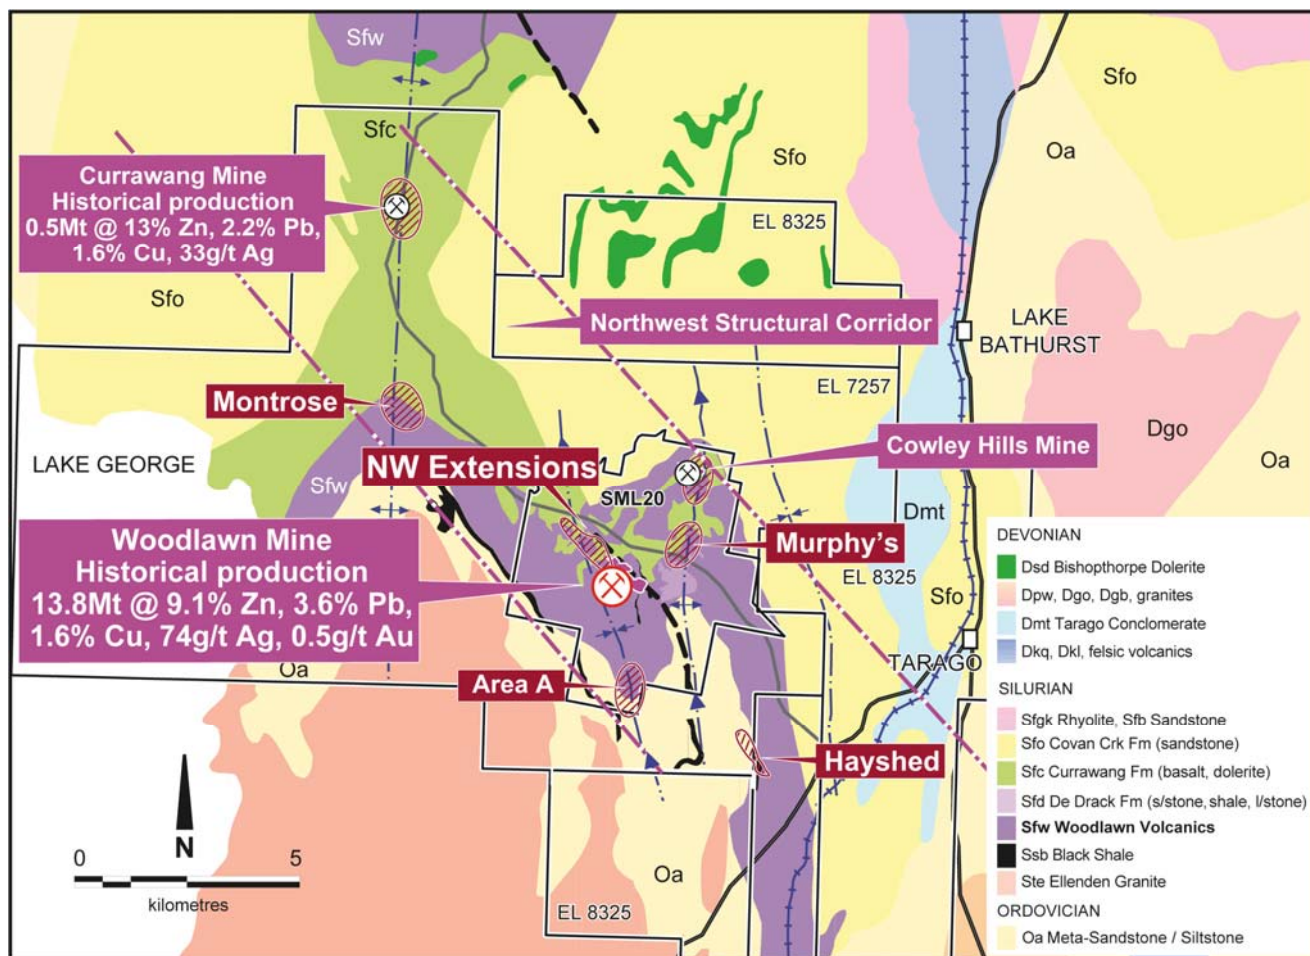 Sfw
Sfo
Oa
Sfc
Sfo
Currawang Mine
Historical production
0.5Mt @ 13% Zn, 2.2% Pb,
1.6% Cu, 33g/t Ag
EL 8325
Sfo
Northwest Structural Corridor
LAKE
BATHURST
EL 7257
Montrose
Dgo
Cowley Hills Mine
Oa
LAKE GEORGE
NW Extensions
Sfw
SML20
Dmt
Woodlawn Mine
Historical production
13.8Mt @ 9.1% Zn, 3.6% Pb,
1.6% Cu, 74g/t Ag, 0.5g/t Au
Murphy's
EL 8325
Sfo
TARAGO
Oa
Area A
Hayshed
N
0 5
kilometres
Oa
EL 8325
DEVONIAN
Dsd Bishopthorpe Dolerite
Dpw, Dgo, Dgb, granites
Dmt Tarago Conglomerate
Dkq, Dkl, felsic volcanics
SILURIAN
Sfgk Rhyolite, Sfb Sandstone
Sfo Covan Crk Fm (sandstone)
Sfc Currawang Fm (basalt, dolerite)
Sfd De Drack Fm (s/stone, shale, l/stone)
Sfw Woodlawn Volcanics
Ssb Black Shale
Ste Ellenden Granite
ORDOVICIAN
Oa Meta-Sandstone / Siltstone